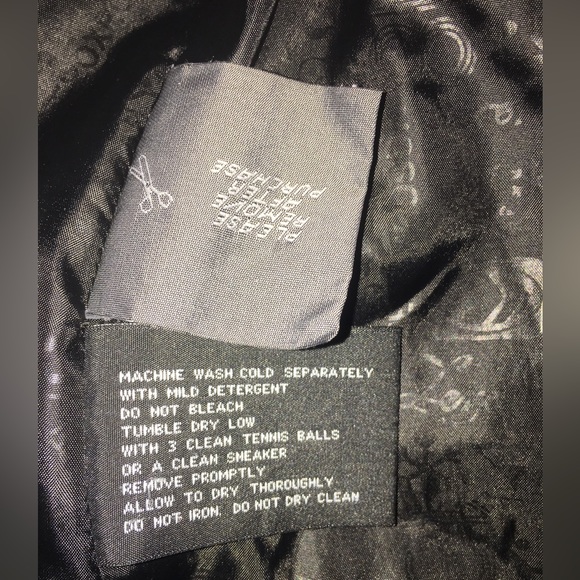 PLEASE
REMOVE
AFTER
PURCHASE
MACHINE WASH COLD SEPARATELY
WITH MILD DETERGENT
DO NOT BLEACH
TUMBLE DRY LOW
WITH 3 CLEAN TENNIS BALLS
OR A CLEAN SNEAKER
REMOVE PROMPTLY
ALLOW TO DRY THOROUGHLY
DO NOT IRON. DO NOT DRY CLEAN